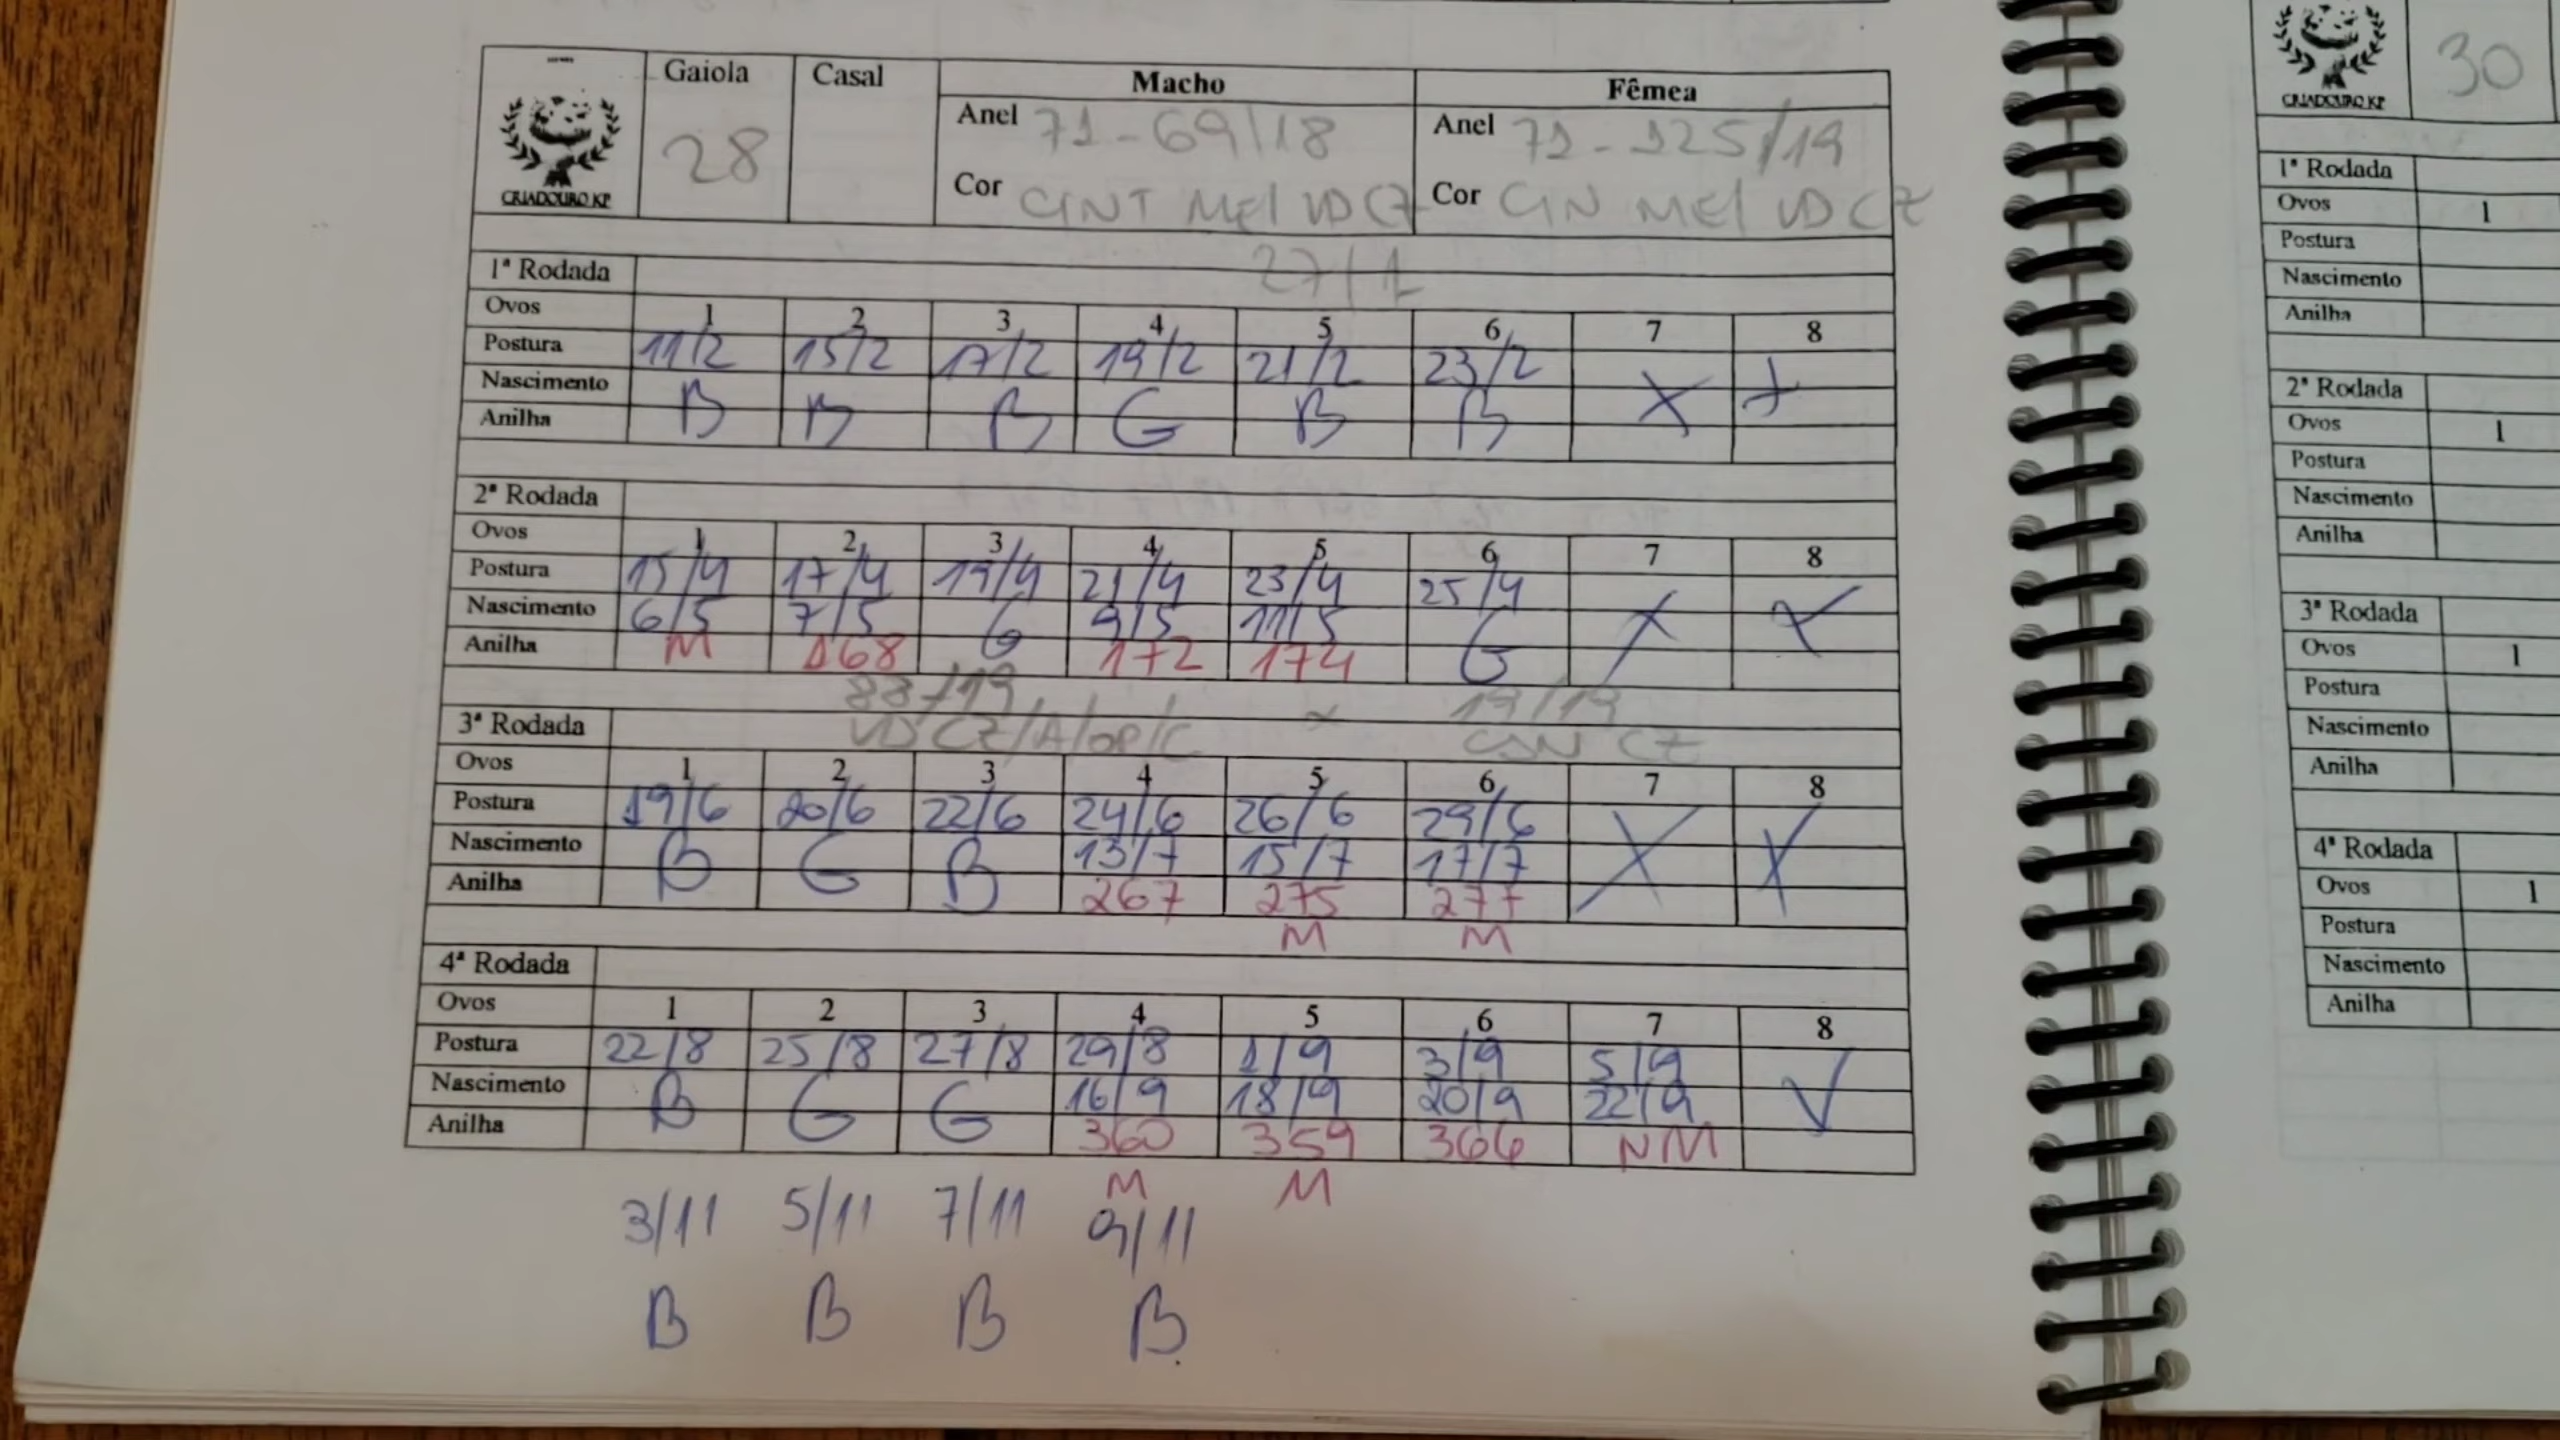 Gaiola Casal Macho Fêmea
28 Anel 71-69/18 Anel 71-125/19
CRIADOURO KP Cor CINT MEL VD CZ Cor CIN MEL VD CZ
27/1
1ª Rodada
Ovos 1 2 3 4 5 6 7 8
Postura 11/2 15/2 17/2 19/2 21/2 23/2 X X
Nascimento B B B G B B
Anilha
2ª Rodada
Ovos 1 2 3 4 5 6 7 8
Postura 15/4 17/4 19/4 21/4 23/4 25/4 X X
Nascimento 6/5 7/5 G 9/5 11/5 G
Anilha M 168 172 174
88/19 x 19/19
3ª Rodada VD CZ/A/OP/C CIN CZ
Ovos 1 2 3 4 5 6 7 8
Postura 19/6 20/6 22/6 24/6 26/6 29/6 X X
Nascimento B G B 13/7 15/7 17/7
Anilha 267 275 277
M M
4ª Rodada
Ovos 1 2 3 4 5 6 7 8
Postura 22/8 25/8 27/8 29/8 1/9 3/9 5/9
Nascimento B G G 16/9 18/9 20/9 22/9
Anilha 360 359 366 NM
M M
3/11 5/11 7/11 9/11
B B B B
30
CRIADOURO KP
1ª Rodada
Ovos 1
Postura
Nascimento
Anilha
2ª Rodada
Ovos 1
Postura
Nascimento
Anilha
3ª Rodada
Ovos 1
Postura
Nascimento
Anilha
4ª Rodada
Ovos 1
Postura
Nascimento
Anilha